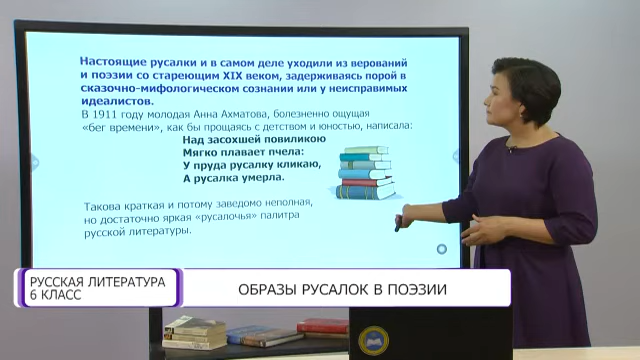 Настоящие русалки и в самом деле уходили из верований
и поэзии со стареющим XIX веком, задерживаясь порой в
сказочно-мифологическом сознании или у неисправимых
идеалистов.
В 1911 году молодая Анна Ахматова, болезненно ощущая
«бег времени», как бы прощаясь с детством и юностью, написала:
Над засохшей повиликою
Мягко плавает пчела:
У пруда русалку кликаю,
А русалка умерла.
Такова краткая и потому заведомо неполная,
но достаточно яркая «русалочья» палитра
русской литературы.
РУССКАЯ ЛИТЕРАТУРА
6 КЛАСС
ОБРАЗЫ РУСАЛОК В ПОЭЗИИ